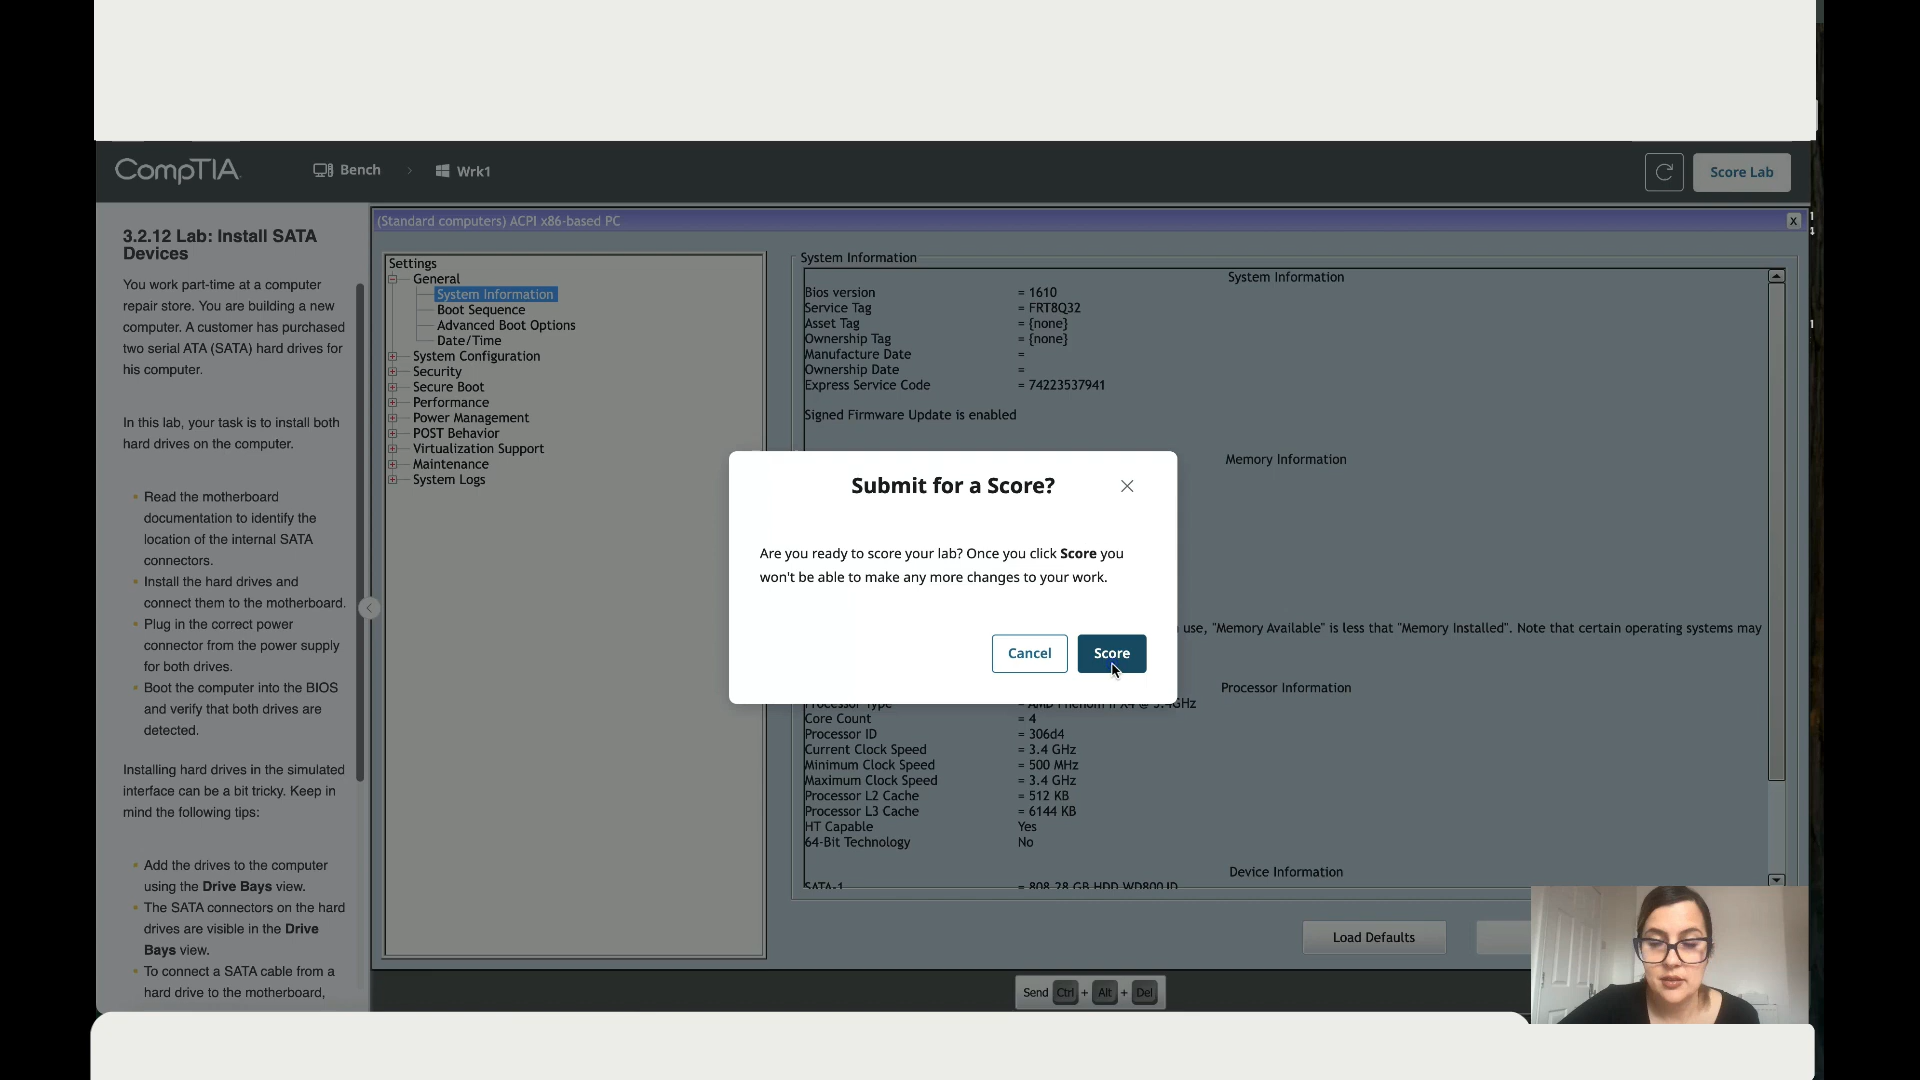 CompTIA.
Bench
Wrk1
Score Lab
3.2.12 Lab: Install SATA
Devices
You work part-time at a computer
repair store. You are building a new
computer. A customer has purchased
two serial ATA (SATA) hard drives for
his computer.
In this lab, your task is to install both
hard drives on the computer.
Read the motherboard
documentation to identify the
location of the internal SATA
connectors.
Install the hard drives and
connect them to the motherboard.
Plug in the correct power
connector from the power supply
for both drives.
Boot the computer into the BIOS
and verify that both drives are
detected.
Installing hard drives in the simulated
interface can be a bit tricky. Keep in
mind the following tips:
Add the drives to the computer
using the Drive Bays view.
The SATA connectors on the hard
drives are visible in the Drive
Bays view.
To connect a SATA cable from a
hard drive to the motherboard,
(Standard computers) ACPI x86-based PC
X
Settings
General
System Information
Boot Sequence
Advanced Boot Options
Date/Time
System Configuration
Security
Secure Boot
Performance
Power Management
POST Behavior
Virtualization Support
Maintenance
System Logs
System Information
System Information
Bios version = 1610
Service Tag = FRT8Q32
Asset Tag = {none}
Ownership Tag = {none}
Manufacture Date =
Ownership Date =
Express Service Code = 74223537941
Signed Firmware Update is enabled
Memory Information
use, "Memory Available" is less that "Memory Installed". Note that certain operating systems may
Processor Information
Processor Type = AMD Phenom II X4 @ 3.4GHz
Core Count = 4
Processor ID = 306d4
Current Clock Speed = 3.4 GHz
Minimum Clock Speed = 500 MHz
Maximum Clock Speed = 3.4 GHz
Processor L2 Cache = 512 KB
Processor L3 Cache = 6144 KB
HT Capable Yes
64-Bit Technology No
Device Information
SATA-1 = 808.28 GB HDD WD800JD
Submit for a Score?
Are you ready to score your lab? Once you click Score you
won't be able to make any more changes to your work.
Cancel
Score
Load Defaults
Send Ctrl + Alt + Del